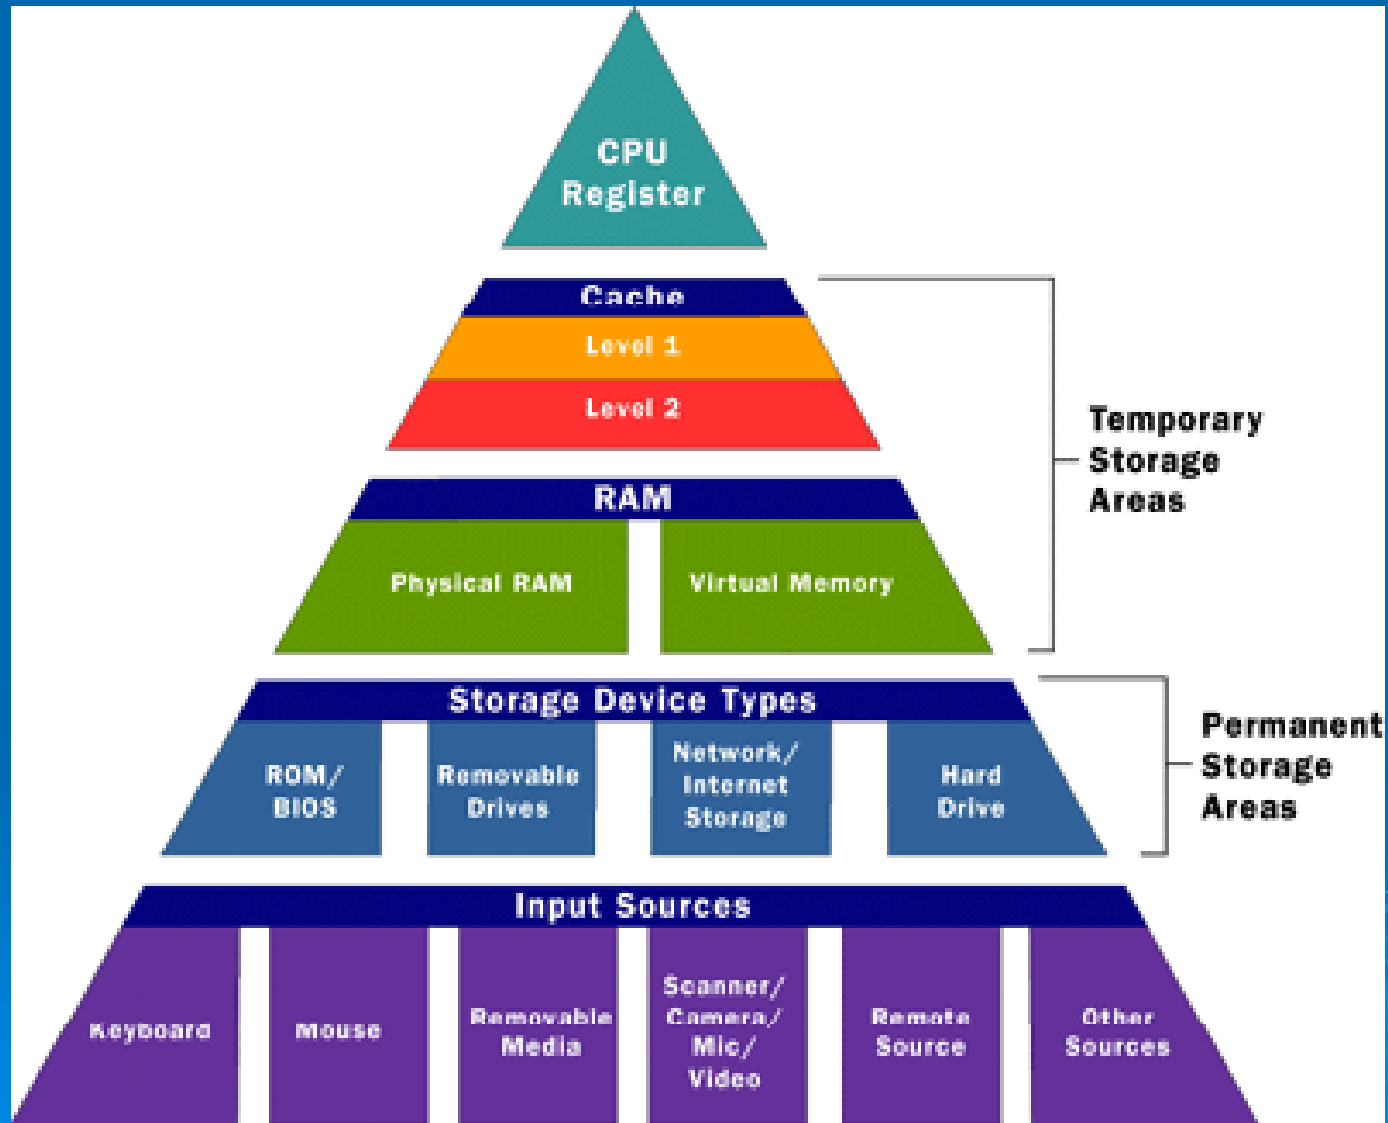 CPU
Register
Cache
Level 1
Level 2
Temporary
Storage
Areas
RAM
Physical RAM
Virtual Memory
Storage Device Types
ROM/
BIOS
Removable
Drives
Network/
Internet
Storage
Hard
Drive
Permanent
Storage
Areas
Input Sources
Keyboard
Mouse
Removable
Media
Scanner/
Camera/
Mic/
Video
Remote
Source
Other
Sources